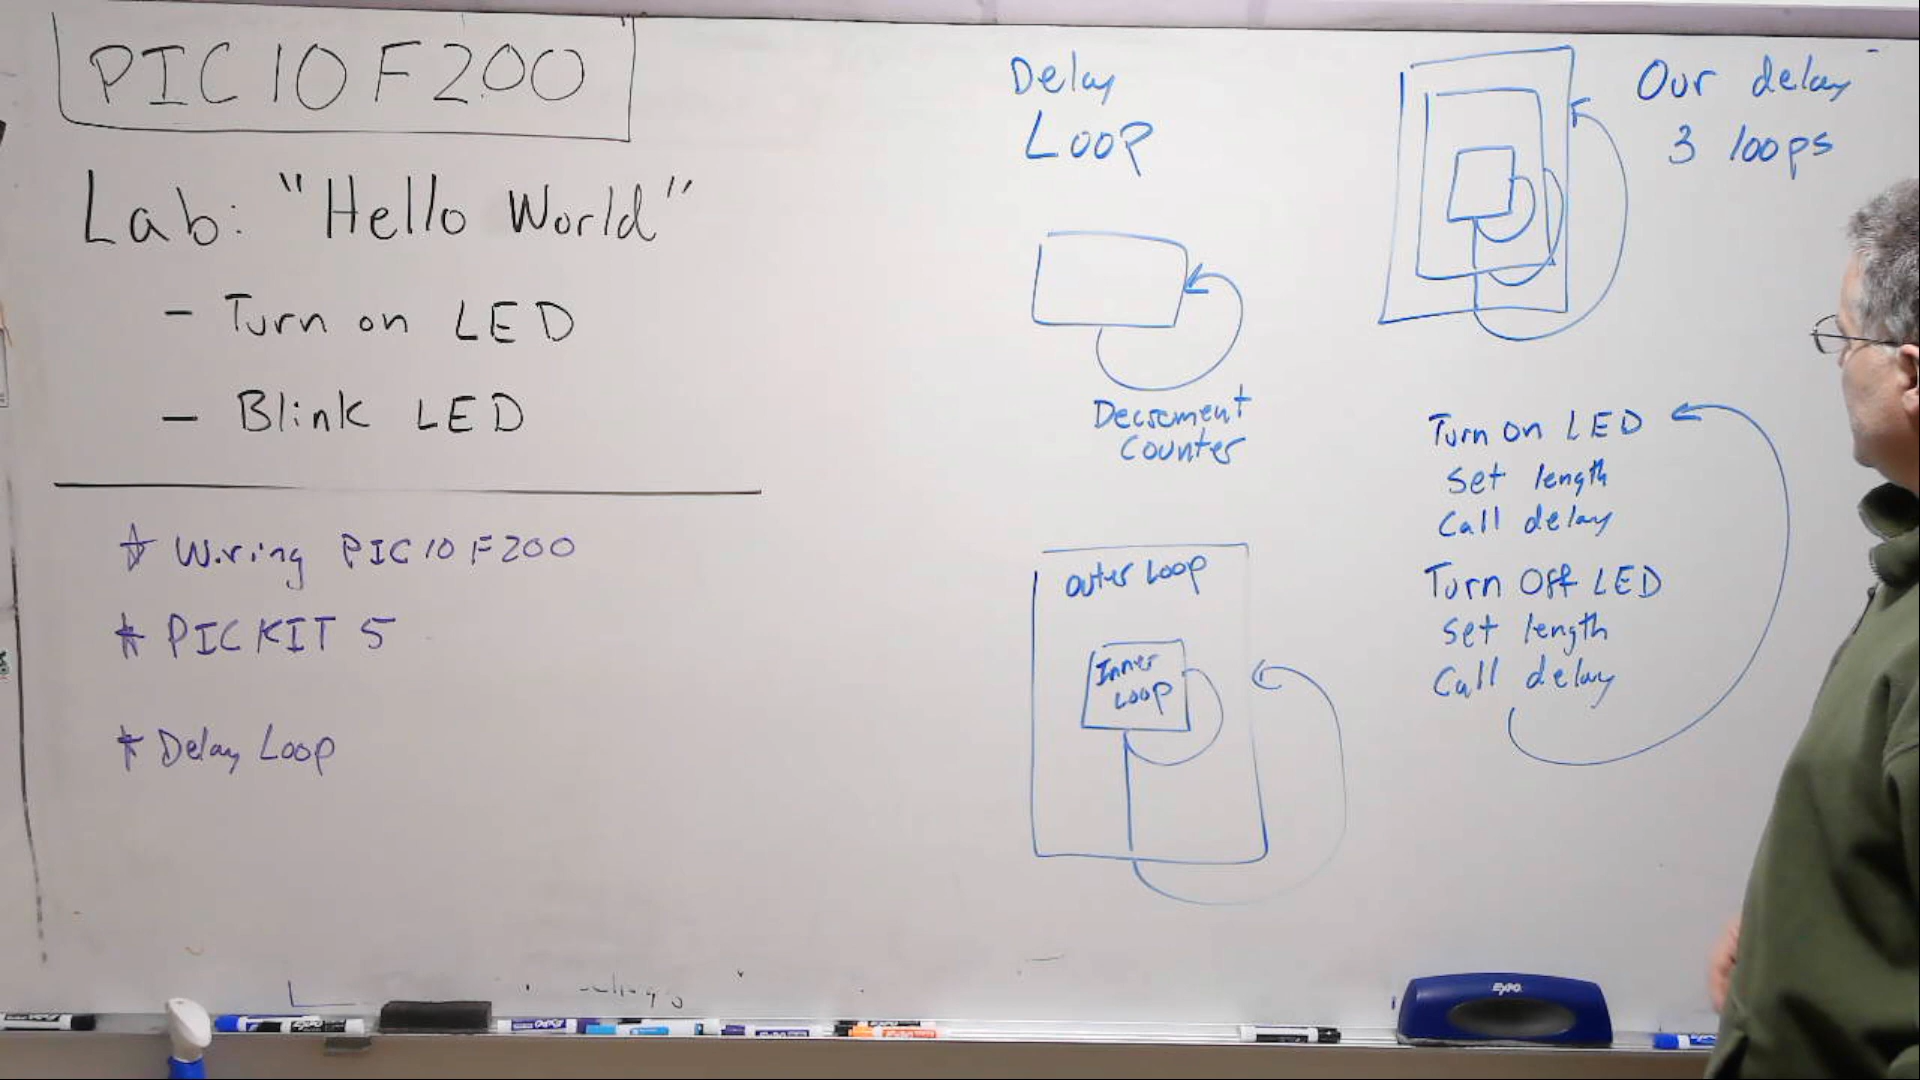 PIC10F200
Lab: "Hello World"
- Turn on LED
- Blink LED
* Wiring PIC10F200
* PICKIT 5
* Delay Loop
Delay
Loop
Decrement
Counter
outer loop
Inner
Loop
Our delay
3 loops
Turn on LED
Set length
Call delay
Turn Off LED
Set length
Call delay
EXPO